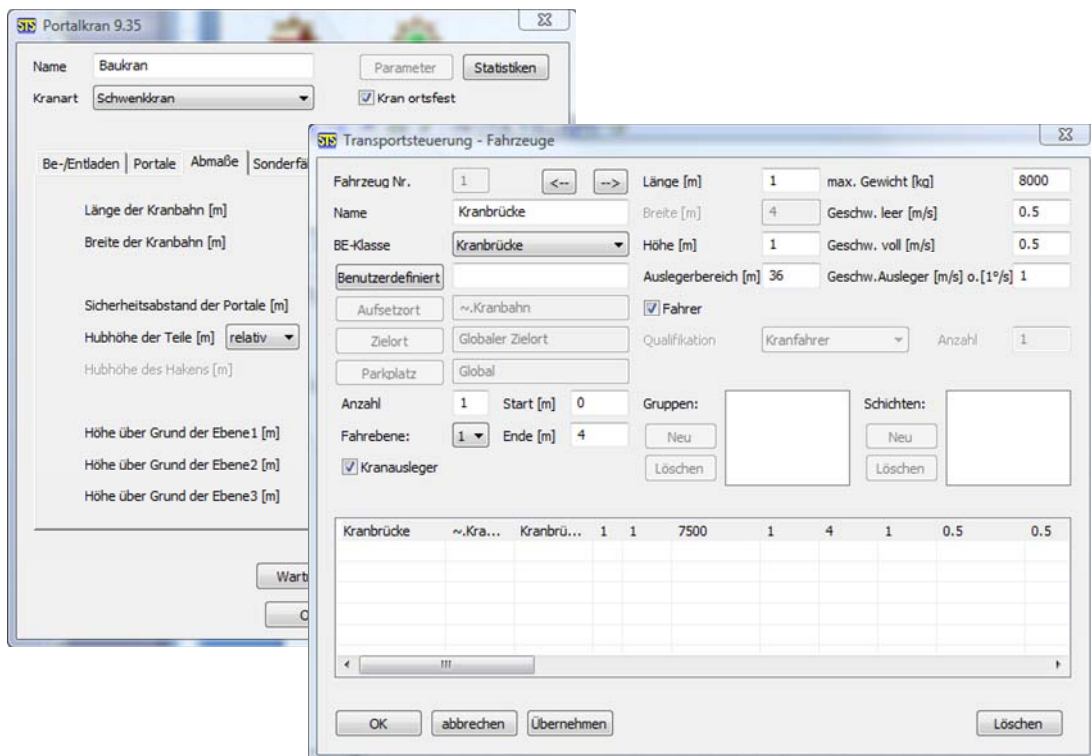 STS Portalkran 9.35
Name Baukran Parameter Statistiken
Kranart Schwenkkran Kran ortsfest
Be-/Entladen Portale Abmaße
Länge der Kranbahn [m]
Breite der Kranbahn [m]
Sicherheitsabstand der Portale [m]
Hubhöhe der Teile [m] relativ
Hubhöhe des Hakens [m]
Höhe über Grund der Ebene1 [m]
Höhe über Grund der Ebene2 [m]
Höhe über Grund der Ebene3 [m]
STS Transportsteuerung - Fahrzeuge
Fahrzeug Nr. 1 <-- --> Länge [m] 1 max. Gewicht [kg] 8000
Name Kranbrücke Breite [m] 4 Geschw. leer [m/s] 0.5
BE-Klasse Kranbrücke Höhe [m] 1 Geschw. voll [m/s] 0.5
Benutzerdefiniert Auslegerbereich [m] 36 Geschw.Ausleger [m/s] o.[1°/s] 1
Aufsetzort ~.Kranbahn Fahrer
Zielort Globaler Zielort Qualifikation Kranfahrer Anzahl 1
Parkplatz Global
Anzahl 1 Start [m] 0 Gruppen: Schichten:
Fahrebene: 1 Ende [m] 4 Neu Neu
Kranausleger Löschen Löschen
Kranbrücke ~.Kra... Kranbrü... 1 1 7500 1 4 1 0.5 0.5
OK abbrechen Übernehmen Löschen